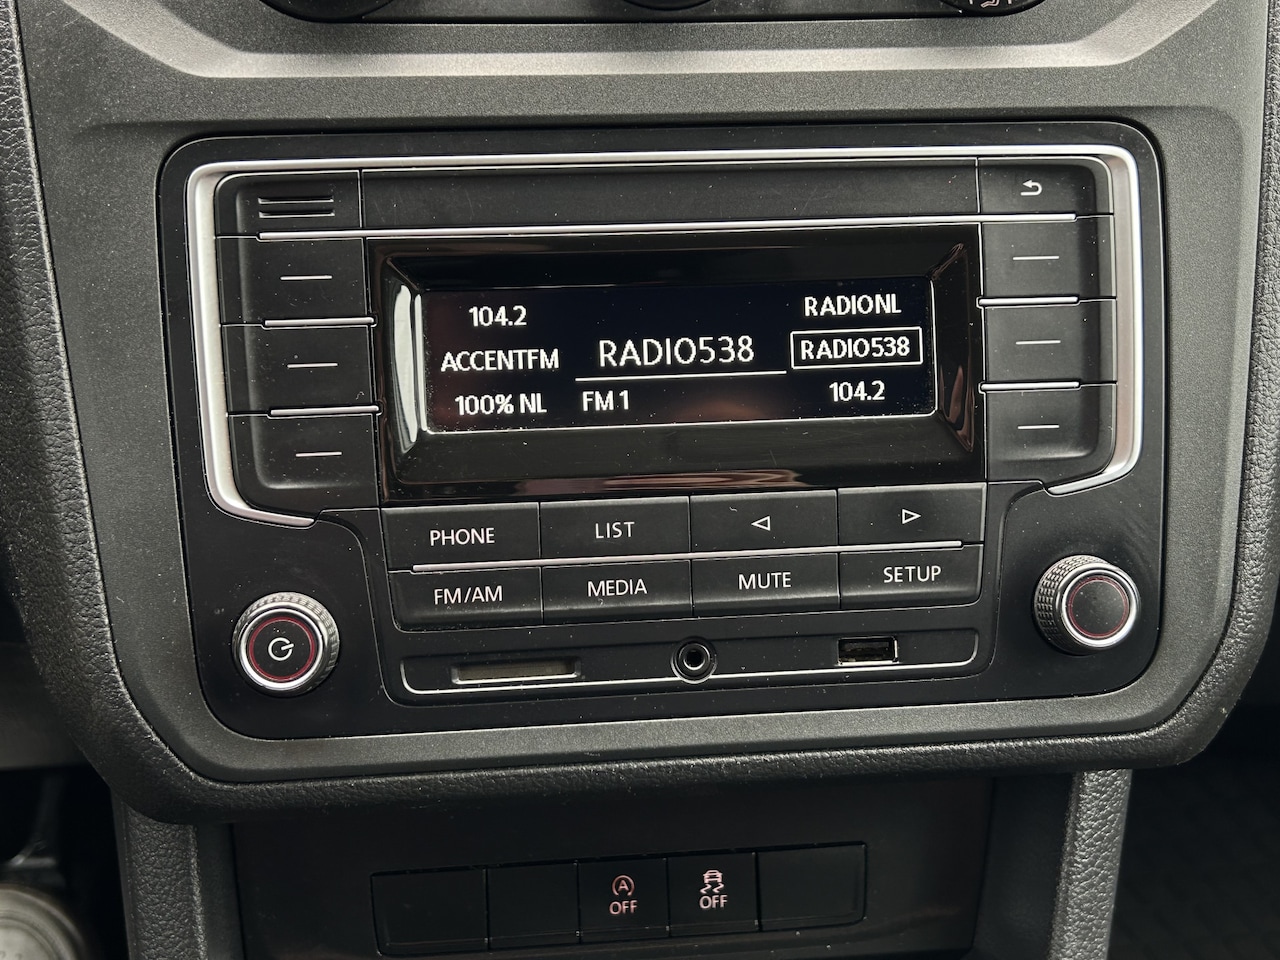 104.2
ACCENTFM
100% NL
RADIO538
FM 1
RADIONL
RADIO538
104.2
PHONE
LIST
FM/AM
MEDIA
MUTE
SETUP
A
OFF
OFF